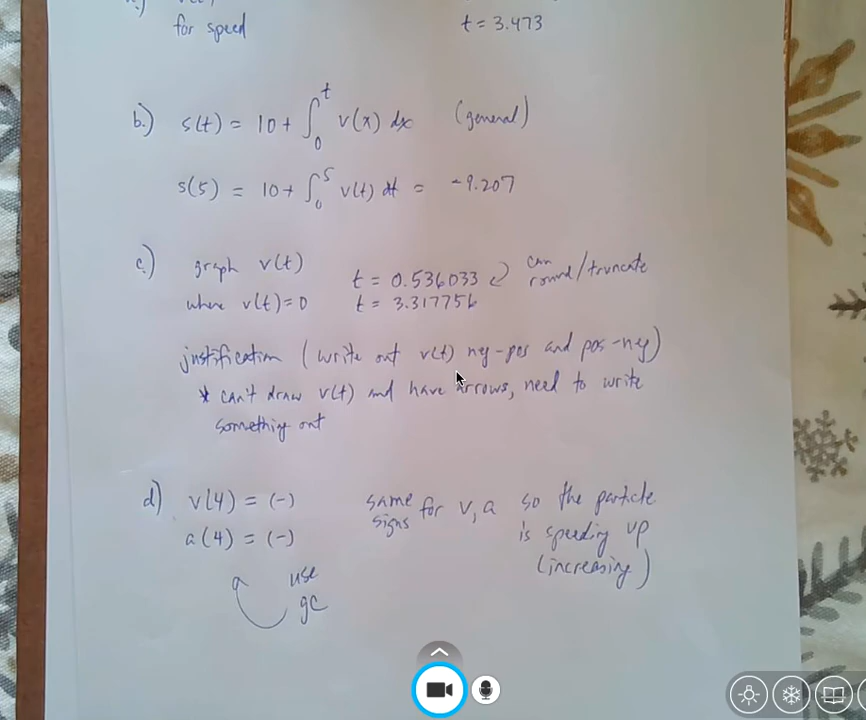 for speed
t = 3.473
b.) s(t) = 10 + ∫₀ᵗ v(x) dx (general)
s(5) = 10 + ∫₀⁵ v(t) dt = -9.207
c.) graph v(t)
where v(t)=0
t = 0.536033
t = 3.317756
can
round/truncate
justification (write out v(t) neg-pos and pos-neg)
* can't draw v(t) and have arrows, need to write
something out
d) v(4) = (-)
a(4) = (-)
use
gc
same
signs for v, a
so the particle
is speeding up
(increasing)